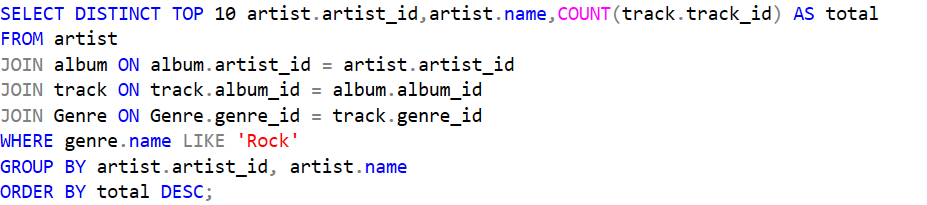 SELECT DISTINCT TOP 10 artist.artist_id,artist.name,COUNT(track.track_id) AS total
FROM artist
JOIN album ON album.artist_id = artist.artist_id
JOIN track ON track.album_id = album.album_id
JOIN Genre ON Genre.genre_id = track.genre_id
WHERE genre.name LIKE 'Rock'
GROUP BY artist.artist_id, artist.name
ORDER BY total DESC;